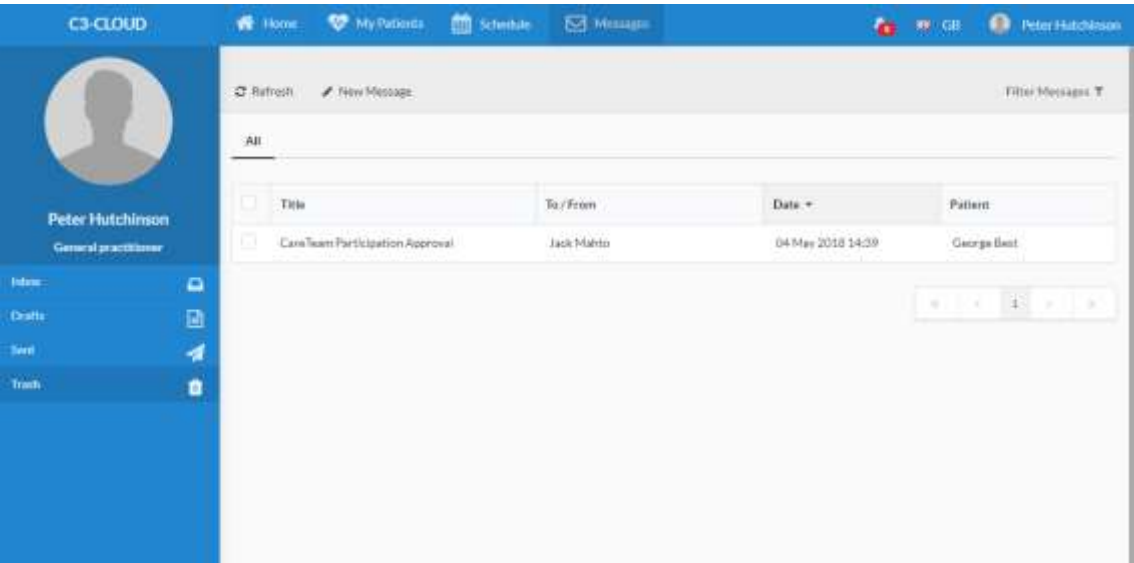 C3-CLOUD
Home My Patients Schedule Messages GB Peter Hutchinson
Refresh New Message Filter Messages
All
Peter Hutchinson
General practitioner
Title To / From Date Patient
CareTeam Participation Approval Jack Mahto 04 May 2018 14:39 George Best
Inbox
Drafts
Sent
Trash
« ‹ 1 › »